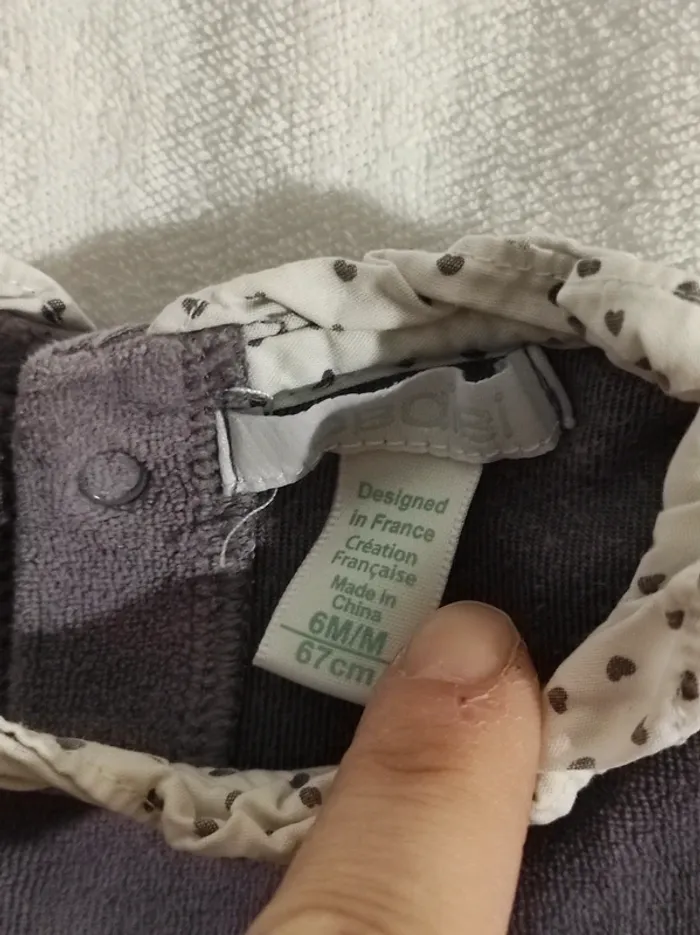 Designed
in France
Création
Française
Made in
China
6M/M
67cm